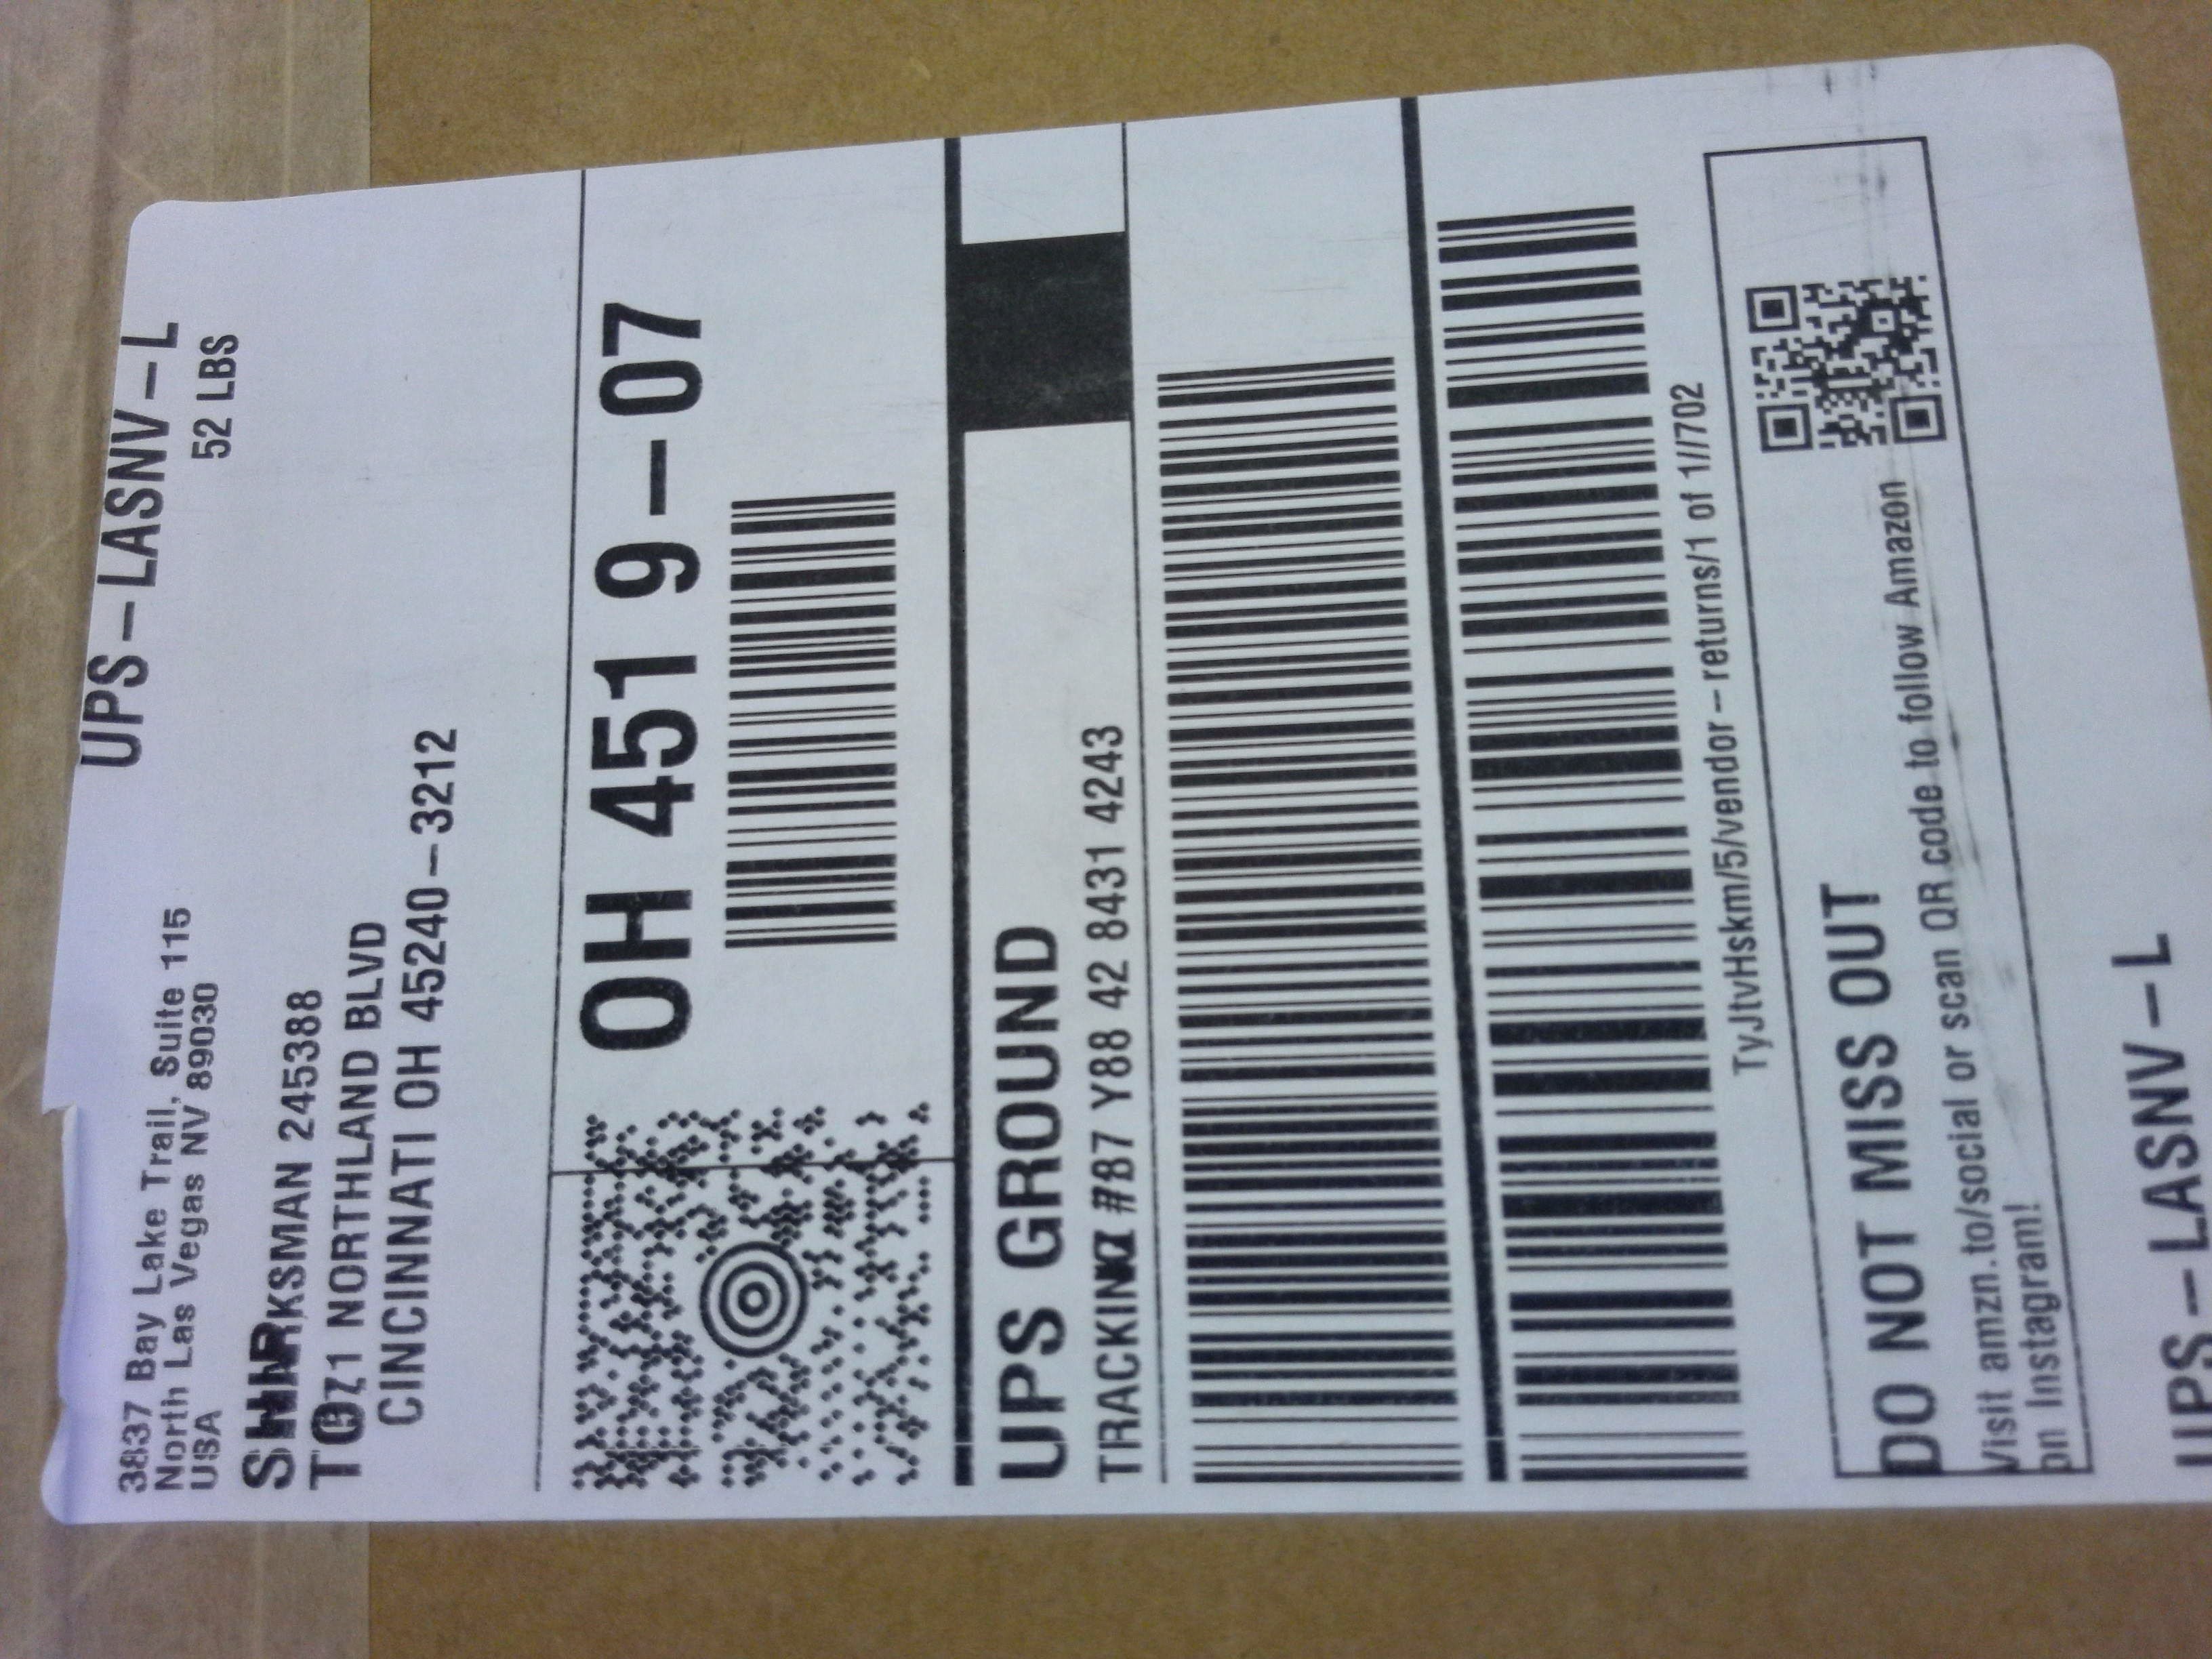 UPS-LASNV-L
52 LBS
3837 Bay Lake Trail, Suite 115
North Las Vegas NV 89030
USA
KSMAN 245388
NORTHLAND BLVD
CINCINNATI OH 45240-3212
OH 451 9-07
UPS GROUND
#87 Y88 42 8431 4243
TyJtvHskm/5/vendor-returns/1 of 1//702
DO NOT MISS OUT
Visit amzn.to/social or scan QR code to follow Amazon
on Instagram!
UPS-LASNV-L